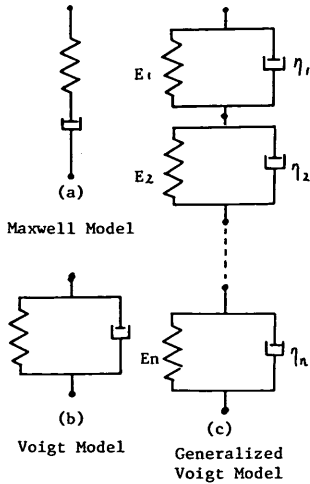 (a)
Maxwell Model
(b)
Voigt Model
E1
η1
E2
η2
En
ηn
(c)
Generalized
Voigt Model